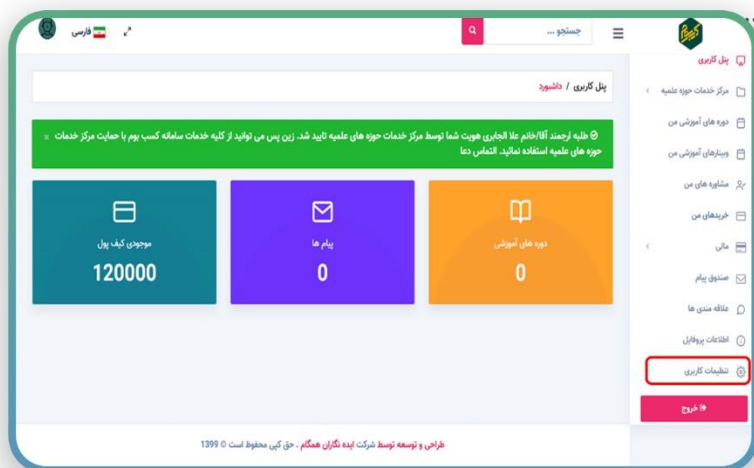 فارسی
جستجو ...
کسب بوم
پنل کاربری
مرکز خدمات حوزه علمیه
دوره های آموزشی من
وبینارهای آموزشی من
مشاوره های من
خریدهای من
مالی
صندوق پیام
علاقه مندی ها
اطلاعات پروفایل
تنظیمات کاربری
خروج
پنل کاربری / داشبورد
طلبه ارجمند آقا/خانم علا الجابری هویت شما توسط مرکز خدمات حوزه های علمیه تایید شد. زین پس می توانید از کلیه خدمات سامانه کسب بوم با حمایت مرکز خدمات ×
حوزه های علمیه استفاده نمائید. التماس دعا
دوره های آموزشی
0
پیام ها
0
موجودی کیف پول
120000
طراحی و توسعه توسط شرکت ایده نگاران همگام . حق کپی محفوظ است © 1399